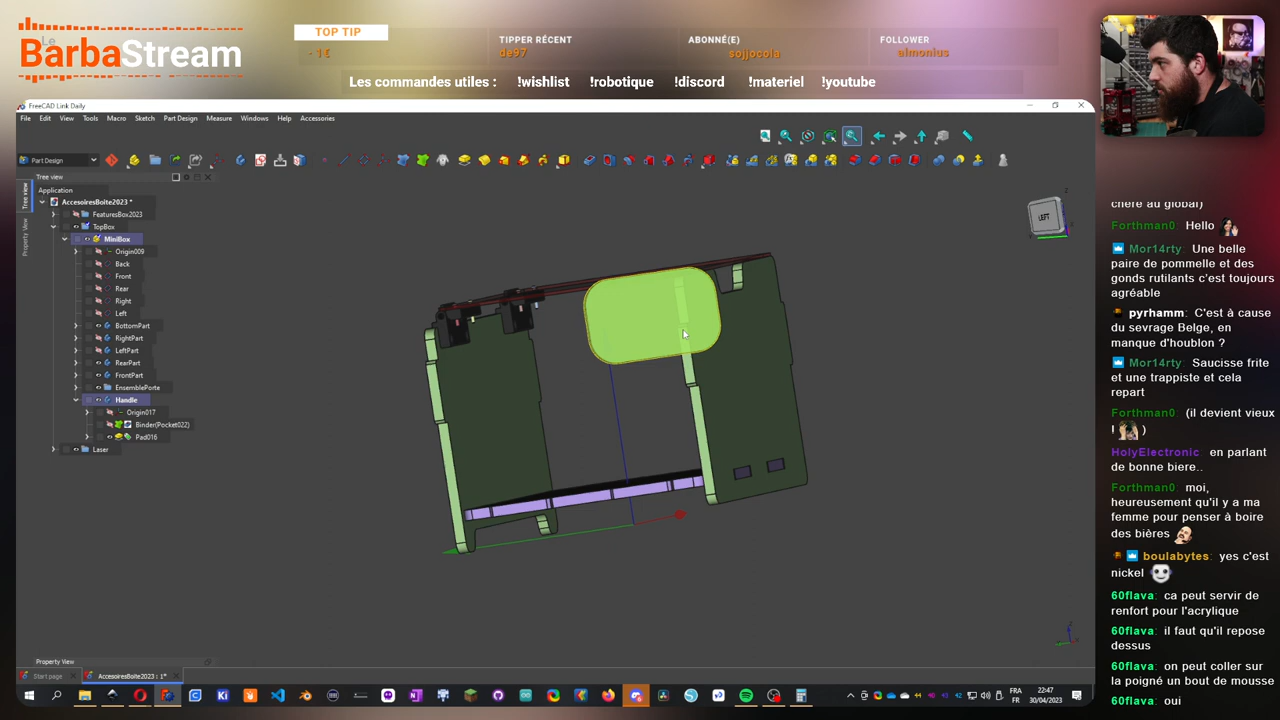 Le
BarbaStream
TOP TIP
- 1€
TIPPER RÉCENT
de97
ABONNÉ(E)
sojjocola
FOLLOWER
almonius
Les commandes utiles : !wishlist !robotique !discord !materiel !youtube
FreeCAD Link Daily
File Edit View Tools Macro Sketch Part Design Measure Windows Help Accessories
Part Design
Tree view
Tree view
Property View
Application
AccesoiresBoite2023 *
FeaturesBox2023
TopBox
MiniBox
Origin009
Back
Front
Rear
Right
Left
BottomPart
RightPart
LeftPart
RearPart
FrontPart
EnsemblePorte
Handle
Origin017
Binder(Pocket022)
Pad016
Laser
LEFT
Z
Property View
Start page
AccesoiresBoite2023 : 1*
FRA
FR
22:47
30/04/2023
chère au global)
Forthman0: Hello
Mor14rty: Une belle
paire de pommelle et des
gonds rutilants c'est toujours
agréable
pyrhamm: C'est à cause
du sevrage Belge, en
manque d'houblon ?
Mor14rty: Saucisse frite
et une trappiste et cela
repart
Forthman0: (il devient vieux
! )
HolyElectronic: en parlant
de bonne biere..
Forthman0: moi,
heureusement qu'il y a ma
femme pour penser à boire
des bières
boulabytes: yes c'est
nickel
60flava: ca peut servir de
renfort pour l'acrylique
60flava: il faut qu'il repose
dessus
60flava: on peut coller sur
la poigné un bout de mousse
60flava: oui